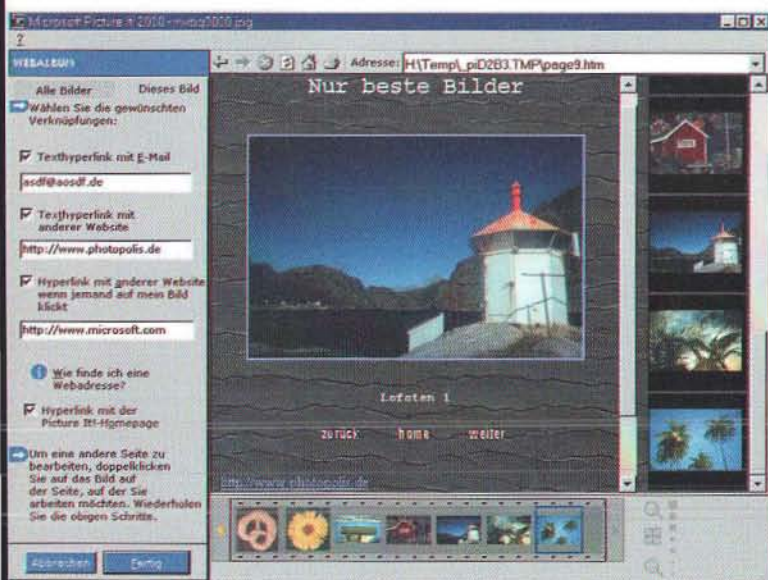 Microsoft Picture It! 2000 -
?
WEBALBUM
Alle Bilder
Dieses Bild
Wählen Sie die gewünschten
Verknüpfungen:
Texthyperlink mit E-Mail
asdf@aosdf.de
Texthyperlink mit
anderer Website
http://www.photopolis.de
Hyperlink mit anderer Website
wenn jemand auf mein Bild
klickt
http://www.microsoft.com
Wie finde ich eine
Webadresse?
Hyperlink mit der
Picture It!-Homepage
Um eine andere Seite zu
bearbeiten, doppelklicken
Sie auf das Bild auf
der Seite, auf der Sie
arbeiten möchten. Wiederholen
Sie die obigen Schritte.
Abbrechen
Fertig
Adresse:
H:\Temp\_piD2B3.TMP\page9.htm
Nur beste Bilder
Lofoten 1
zurück
home
weiter
http://www.photopolis.de